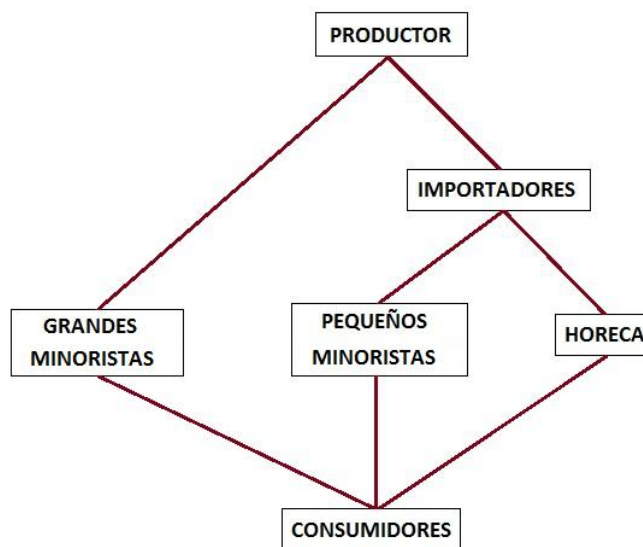 PRODUCTOR
IMPORTADORES
GRANDES
MINORISTAS
PEQUEÑOS
MINORISTAS
HORECA
CONSUMIDORES